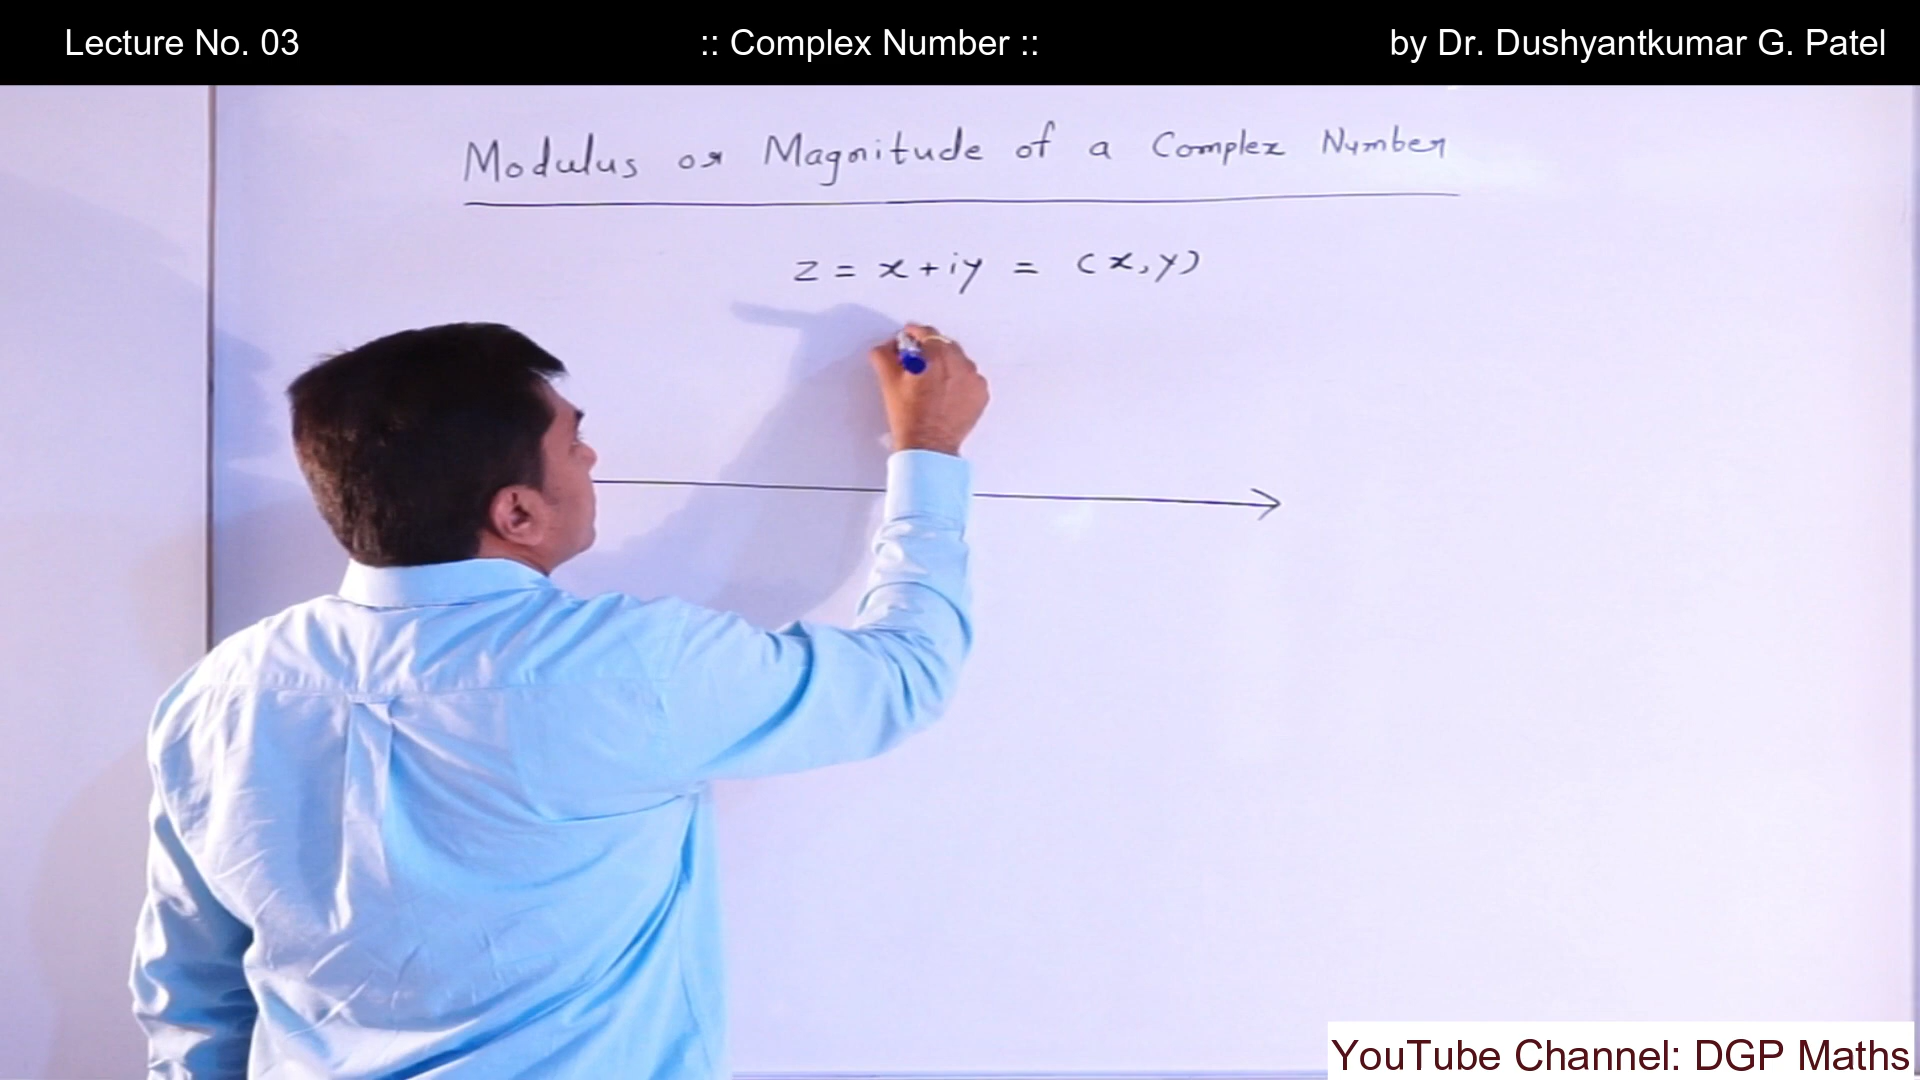 Lecture No. 03 :: Complex Number :: by Dr. Dushyantkumar G. Patel
Modulus or Magnitude of a Complex Number
z = x + iy = (x, y)
YouTube Channel: DGP Maths